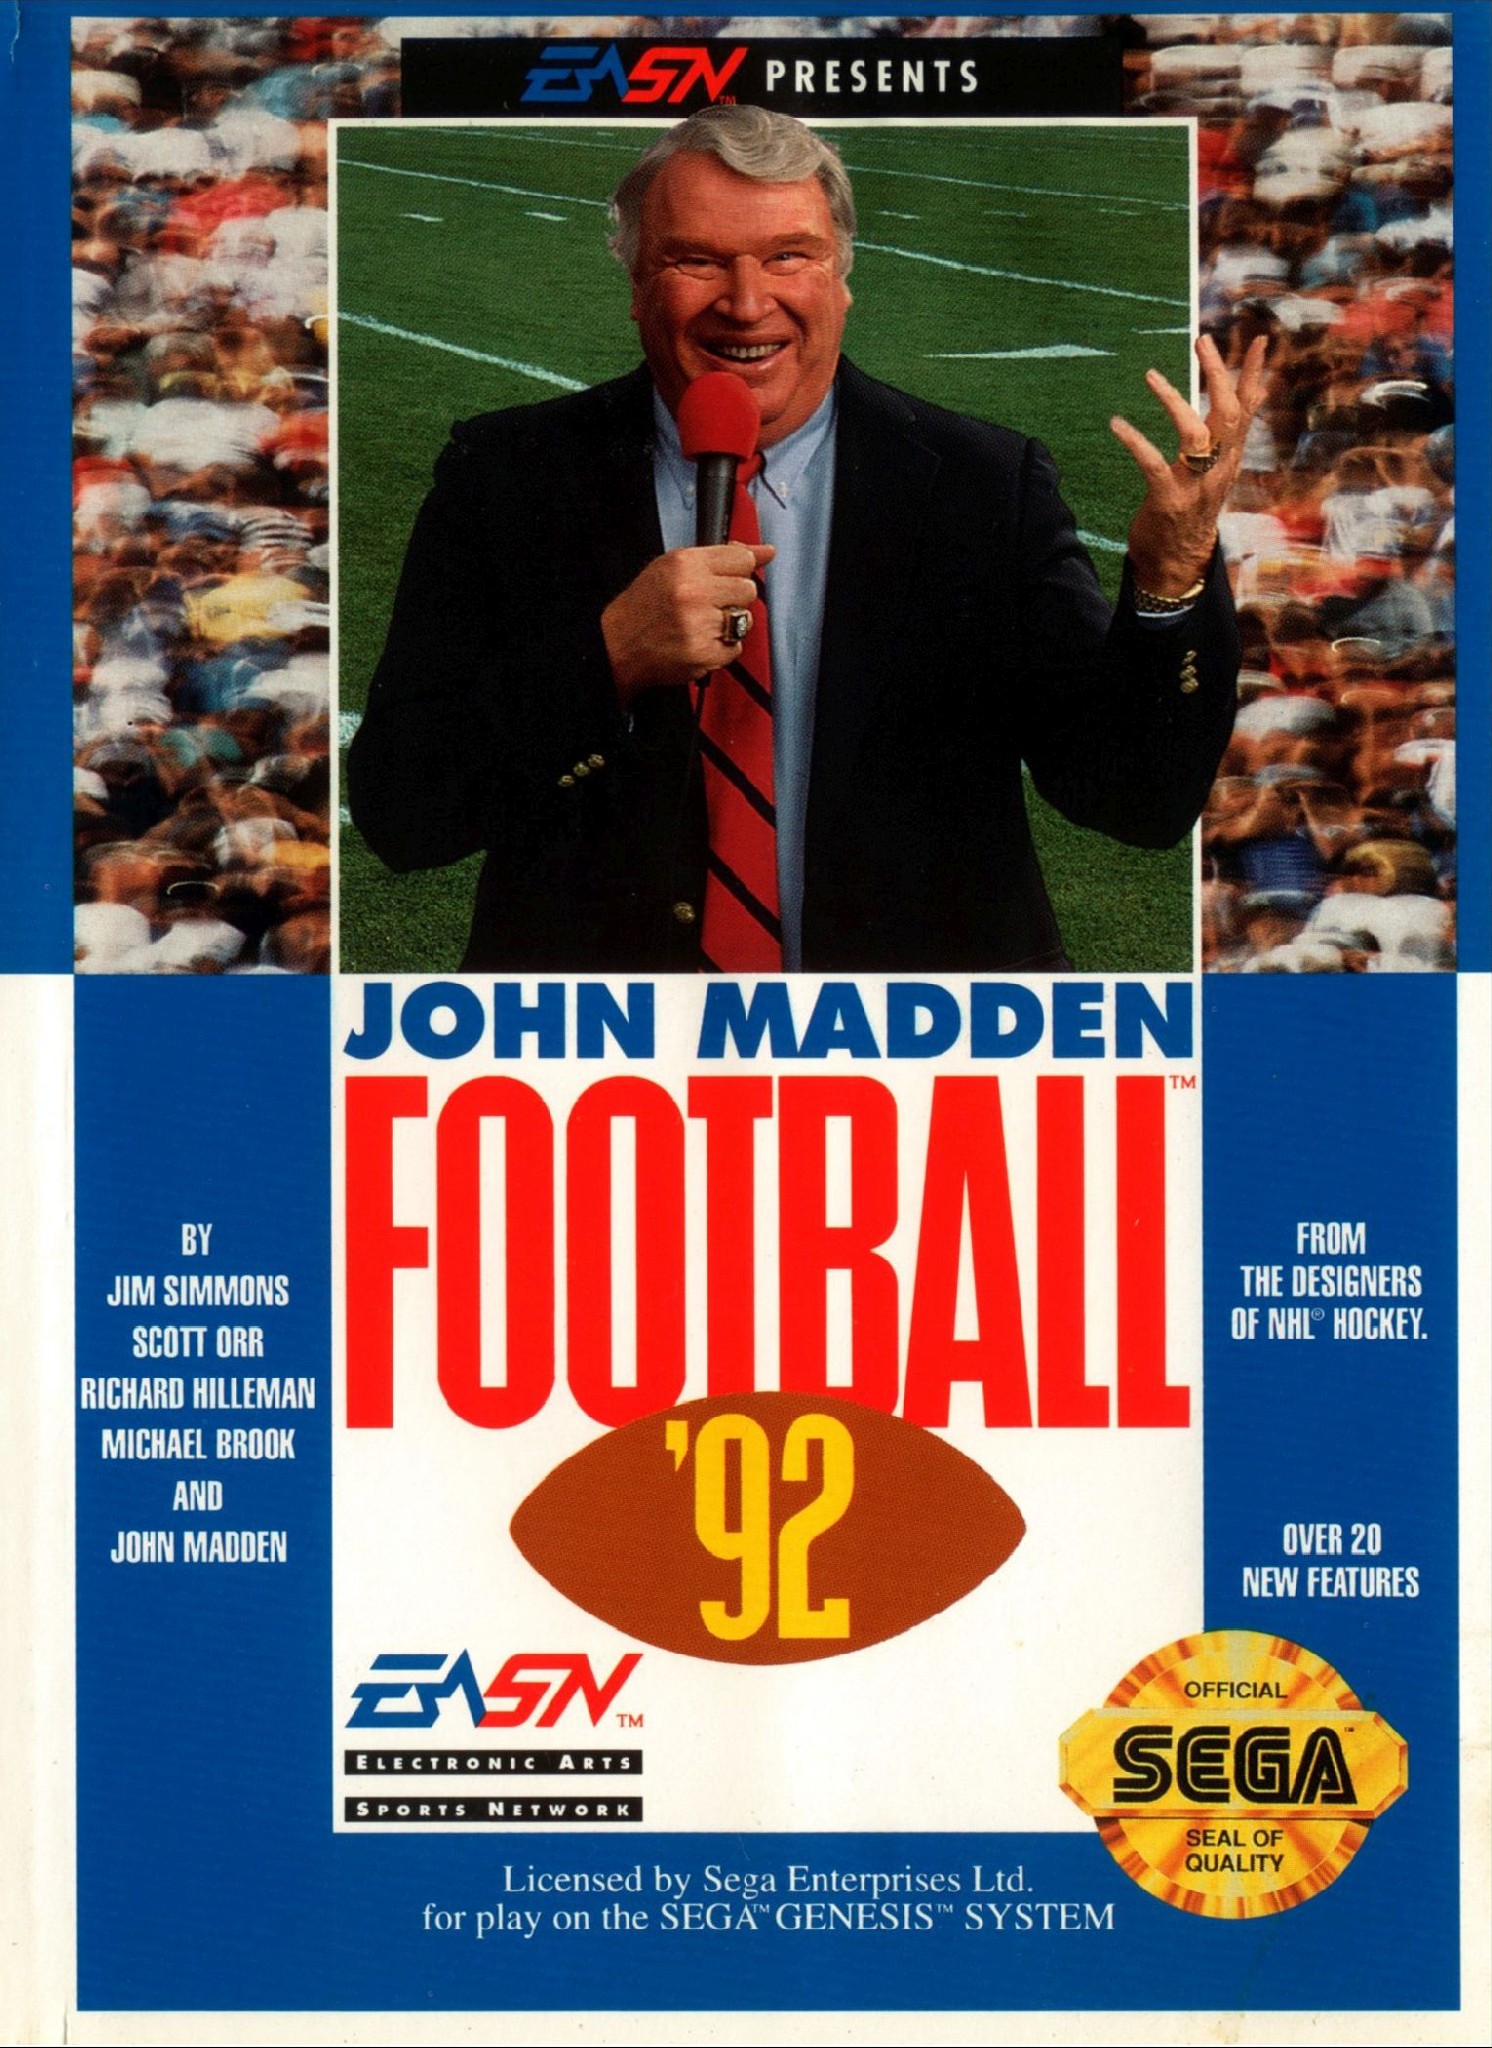 EASN™ PRESENTS
JOHN MADDEN
FOOTBALL™
'92
BY
JIM SIMMONS
SCOTT ORR
RICHARD HILLEMAN
MICHAEL BROOK
AND
JOHN MADDEN
FROM
THE DESIGNERS
OF NHL® HOCKEY.
OVER 20
NEW FEATURES
EASN™
ELECTRONIC ARTS
SPORTS NETWORK
OFFICIAL
SEGA™
SEAL OF
QUALITY
Licensed by Sega Enterprises Ltd.
for play on the SEGA™ GENESIS™ SYSTEM